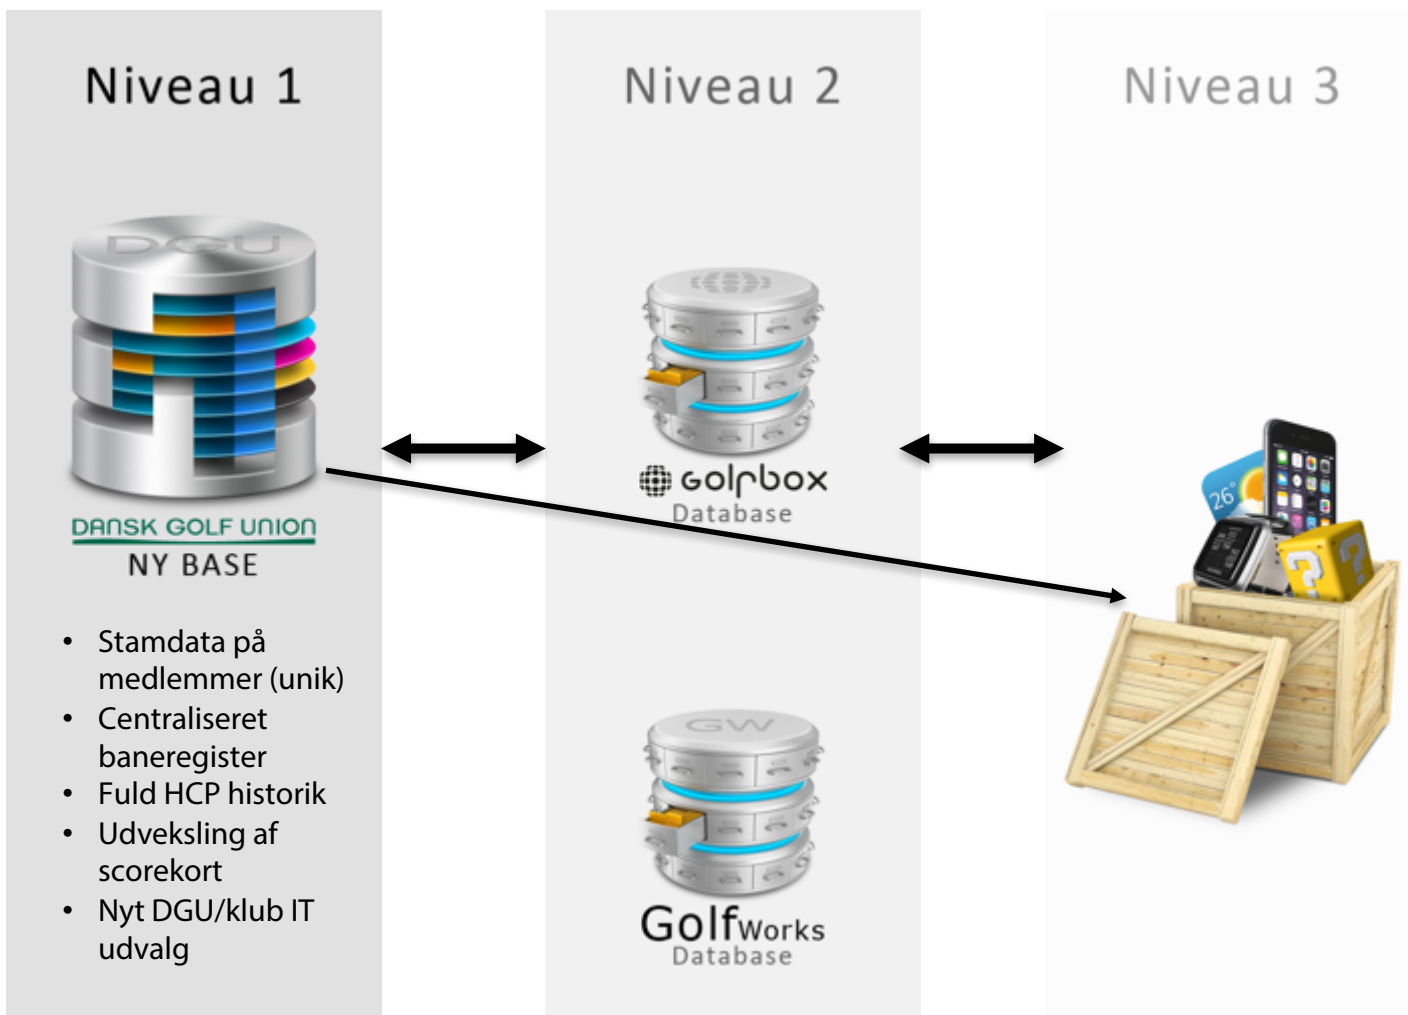 Niveau 1
DGU
DANSK GOLF UNION
NY BASE
• Stamdata på
medlemmer (unik)
• Centraliseret
baneregister
• Fuld HCP historik
• Udveksling af
scorekort
• Nyt DGU/klub IT
udvalg
Niveau 2
GOLFBOX
Database
GW
GolfWorks
Database
Niveau 3
26°
?
?